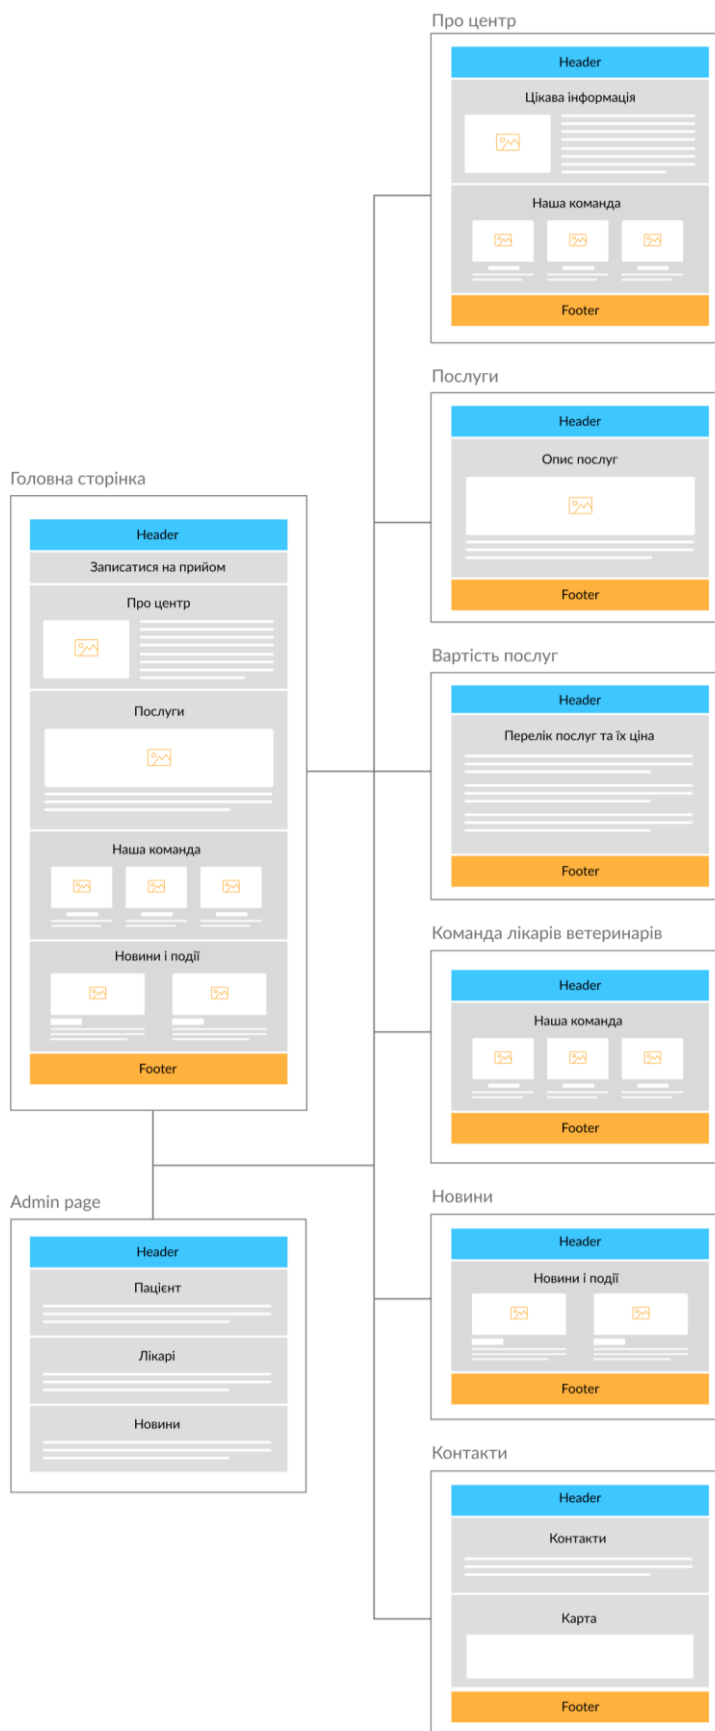 Головна сторінка
Header
Записатися на прийом
Про центр
Послуги
Наша команда
Новини і події
Footer
Admin page
Header
Пацієнт
Лікарі
Новини
Про центр
Header
Цікава інформація
Наша команда
Footer
Послуги
Header
Опис послуг
Footer
Вартість послуг
Header
Перелік послуг та їх ціна
Footer
Команда лікарів ветеринарів
Header
Наша команда
Footer
Новини
Header
Новини і події
Footer
Контакти
Header
Контакти
Карта
Footer